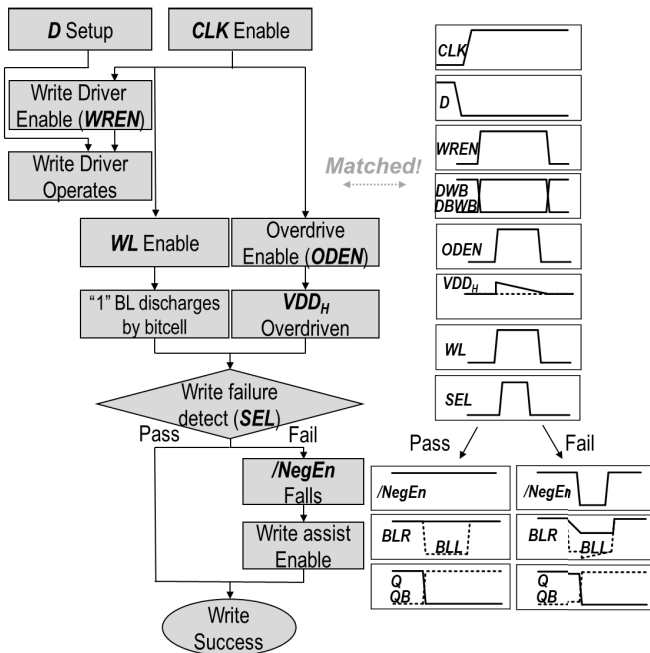 D Setup
CLK Enable
Write Driver
Enable (WREN)
Write Driver
Operates
WL Enable
Overdrive
Enable (ODEN)
"1" BL discharges
by bitcell
VDDH
Overdriven
Write failure
detect (SEL)
Pass
Fail
/NegEn
Falls
Write assist
Enable
Write
Success
Matched!
CLK
D
WREN
DWB
DBWB
ODEN
VDDH
WL
SEL
Pass
Fail
/NegEn
/NegEn
BLR
BLL
BLR
BLL
Q
QB
Q
QB